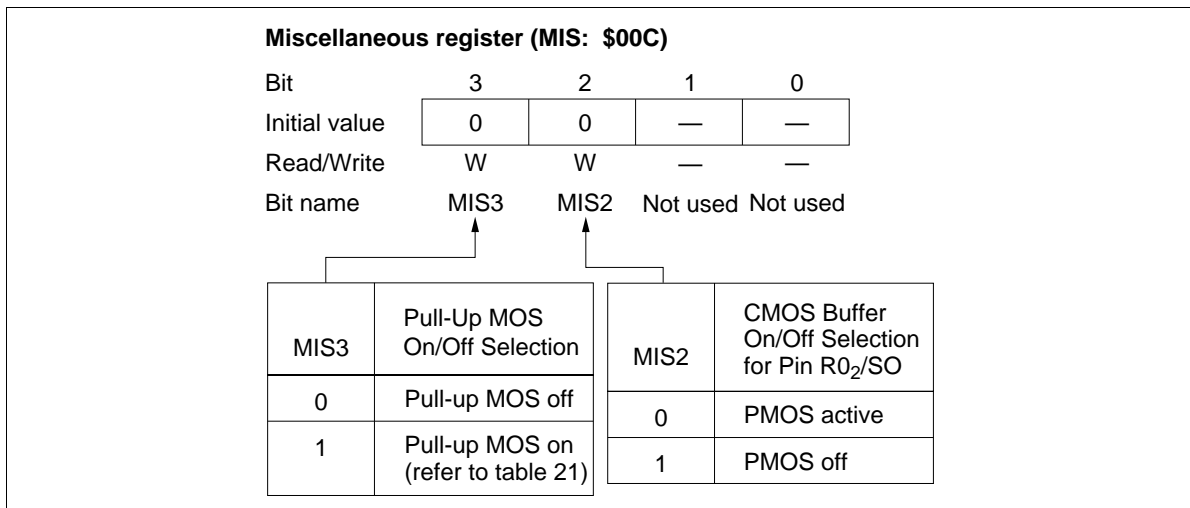 Miscellaneous register (MIS: $00C)
Bit 3 2 1 0
Initial value 0 0 — —
Read/Write W W — —
Bit name MIS3 MIS2 Not used Not used
MIS3
Pull-Up MOS
On/Off Selection
0 Pull-up MOS off
1 Pull-up MOS on
(refer to table 21)
MIS2
CMOS Buffer
On/Off Selection
for Pin R0₂/SO
0 PMOS active
1 PMOS off